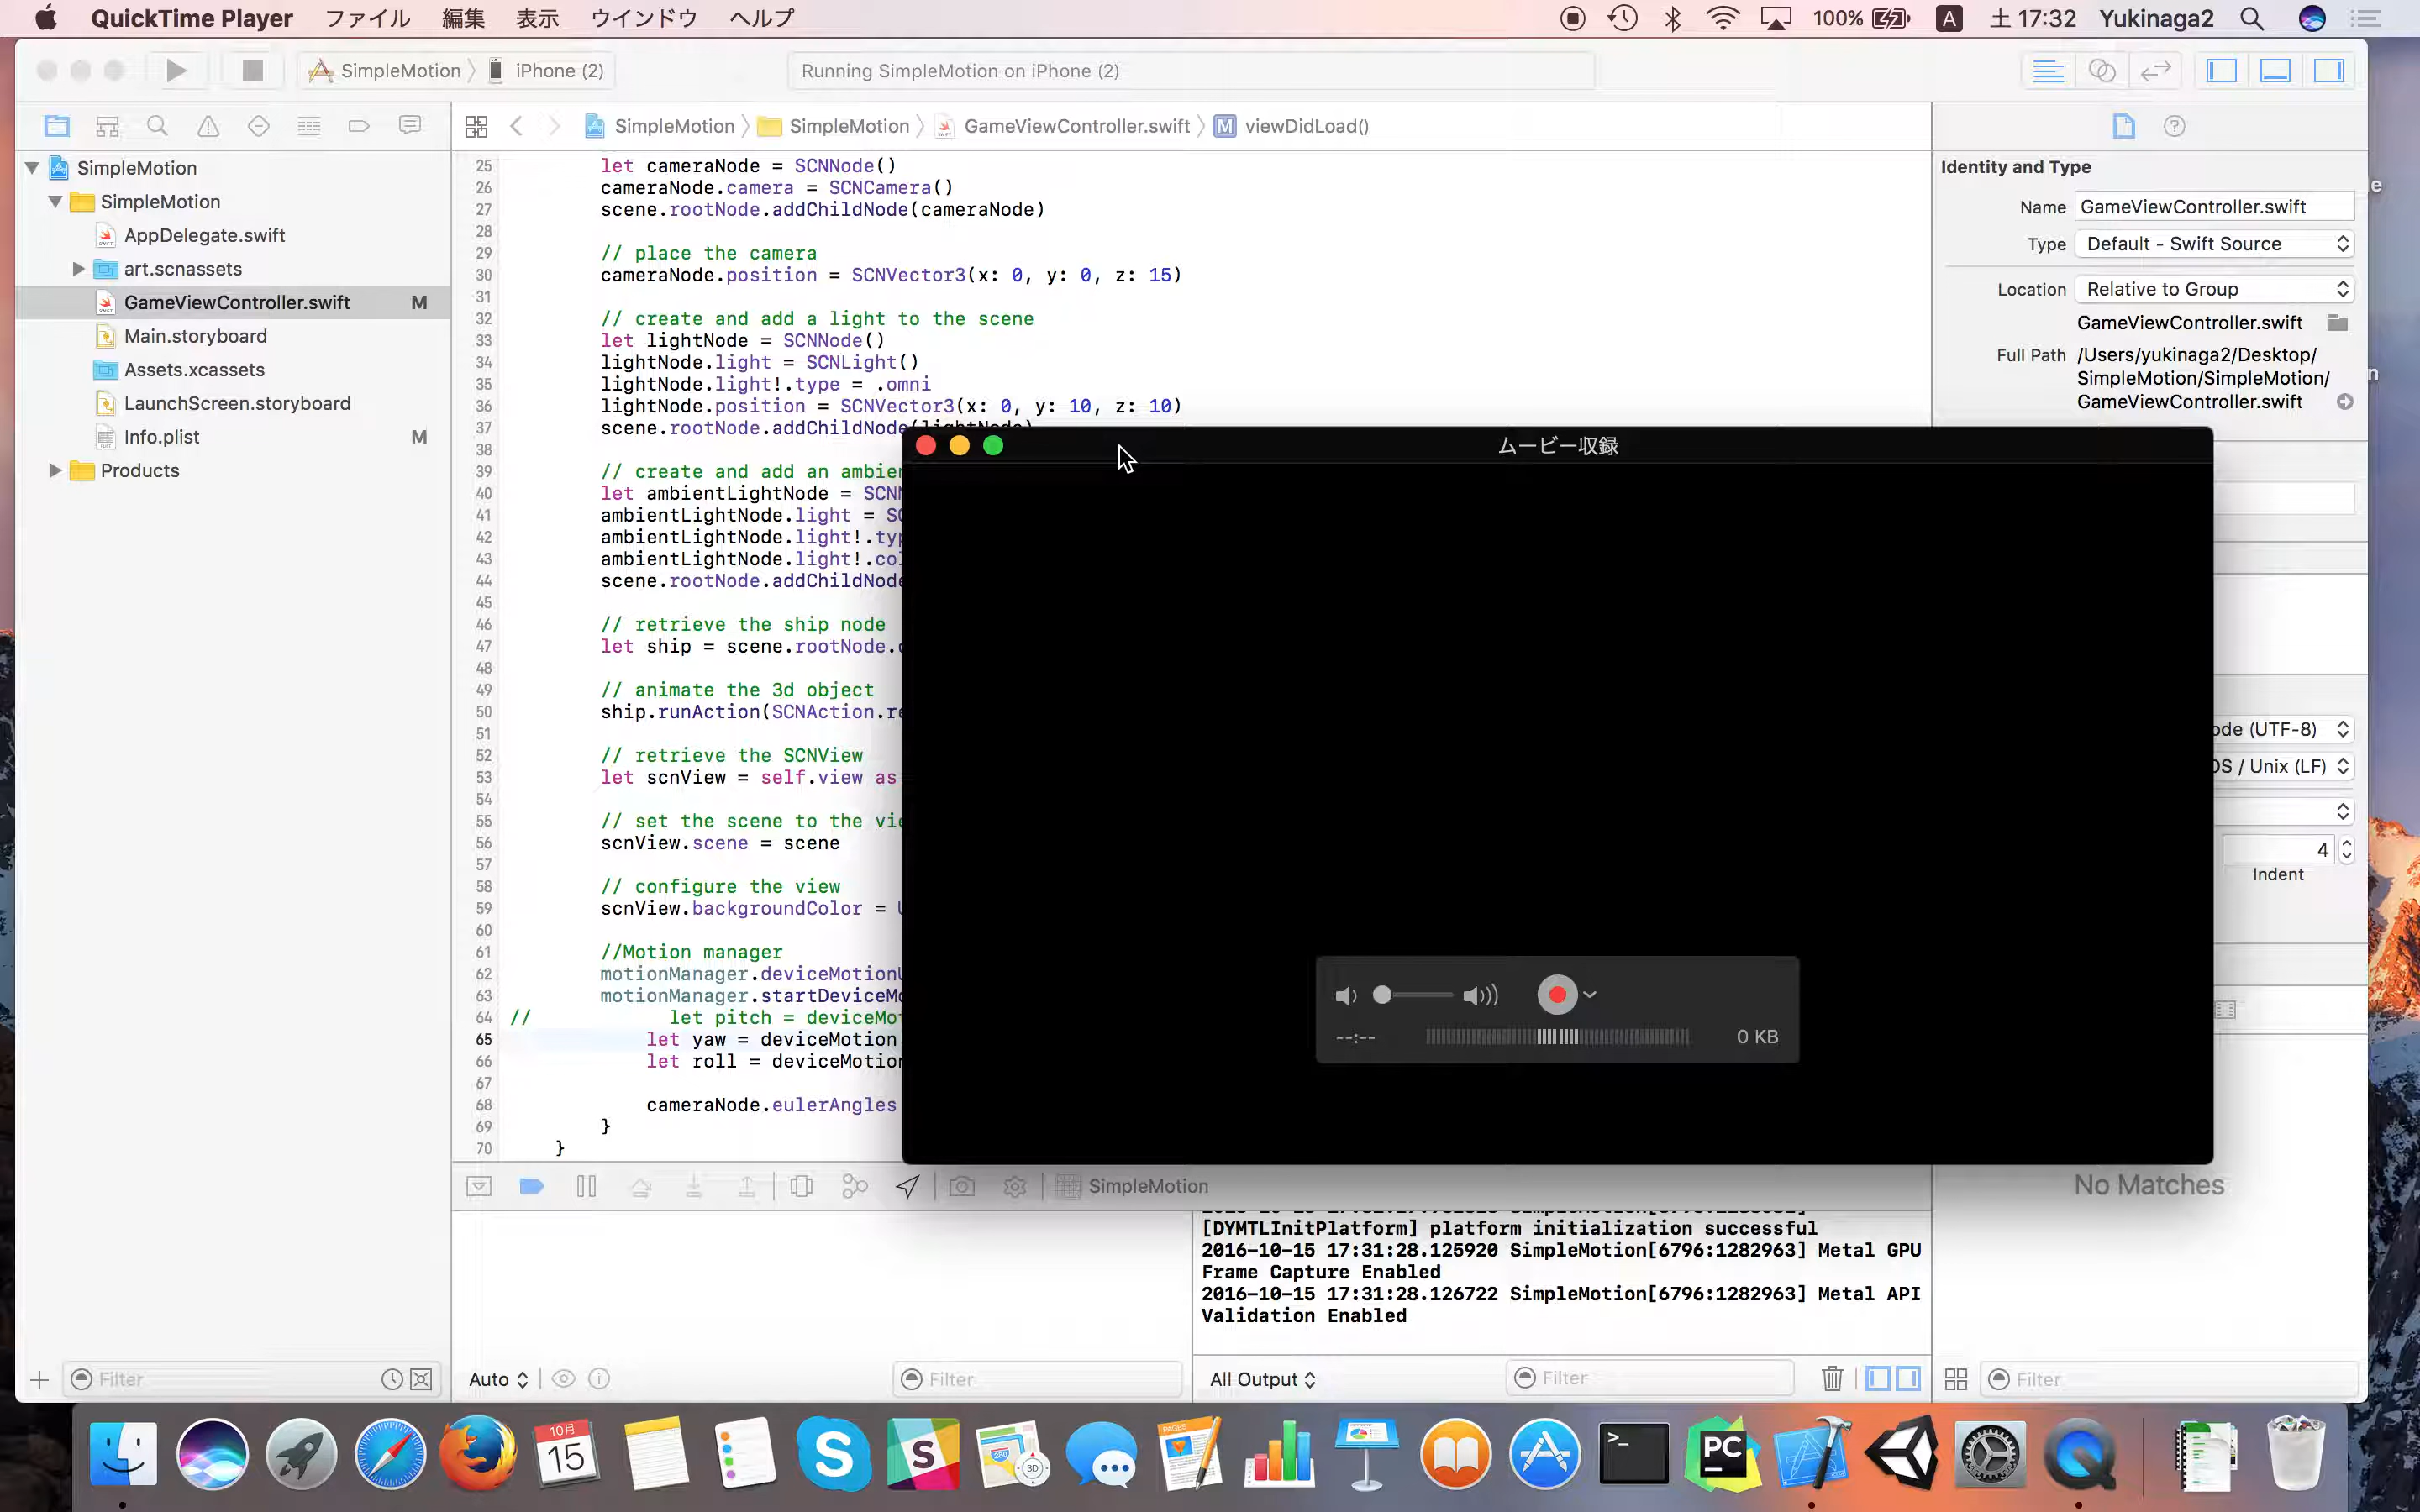 QuickTime Player ファイル 編集 表示 ウインドウ ヘルプ 100% A 土 17:32 Yukinaga2
SimpleMotion iPhone (2) Running SimpleMotion on iPhone (2)
SimpleMotion SimpleMotion GameViewController.swift M viewDidLoad()
SimpleMotion
SimpleMotion
AppDelegate.swift
art.scnassets
GameViewController.swift M
Main.storyboard
Assets.xcassets
LaunchScreen.storyboard
Info.plist M
Products
25 let cameraNode = SCNNode()
26 cameraNode.camera = SCNCamera()
27 scene.rootNode.addChildNode(cameraNode)
28
29 // place the camera
30 cameraNode.position = SCNVector3(x: 0, y: 0, z: 15)
31
32 // create and add a light to the scene
33 let lightNode = SCNNode()
34 lightNode.light = SCNLight()
35 lightNode.light!.type = .omni
36 lightNode.position = SCNVector3(x: 0, y: 10, z: 10)
37 scene.rootNode.addChildNode(lightNode)
38
39 // create and add an ambie
40 let ambientLightNode = SCN
41 ambientLightNode.light = S
42 ambientLightNode.light!.typ
43 ambientLightNode.light!.co
44 scene.rootNode.addChildNode
45
46 // retrieve the ship node
47 let ship = scene.rootNode.
48
49 // animate the 3d object
50 ship.runAction(SCNAction.re
51
52 // retrieve the SCNView
53 let scnView = self.view as
54
55 // set the scene to the vie
56 scnView.scene = scene
57
58 // configure the view
59 scnView.backgroundColor =
60
61 //Motion manager
62 motionManager.deviceMotion
63 motionManager.startDeviceMo
64 // let pitch = deviceMot
65 let yaw = deviceMotion
66 let roll = deviceMotion
67
68 cameraNode.eulerAngles
69 }
70 }
ムービー収録
--:-- 0 KB
Identity and Type
Name GameViewController.swift
Type Default - Swift Source
Location Relative to Group
GameViewController.swift
Full Path /Users/yukinaga2/Desktop/
SimpleMotion/SimpleMotion/
GameViewController.swift
ode (UTF-8)
OS / Unix (LF)
4
Indent
No Matches
SimpleMotion
[DYMTLInitPlatform] platform initialization successful
2016-10-15 17:31:28.125920 SimpleMotion[6796:1282963] Metal GPU
Frame Capture Enabled
2016-10-15 17:31:28.126722 SimpleMotion[6796:1282963] Metal API
Validation Enabled
Filter Auto Filter All Output Filter Filter
10月
15
S
3D
PAGES
>_
PC